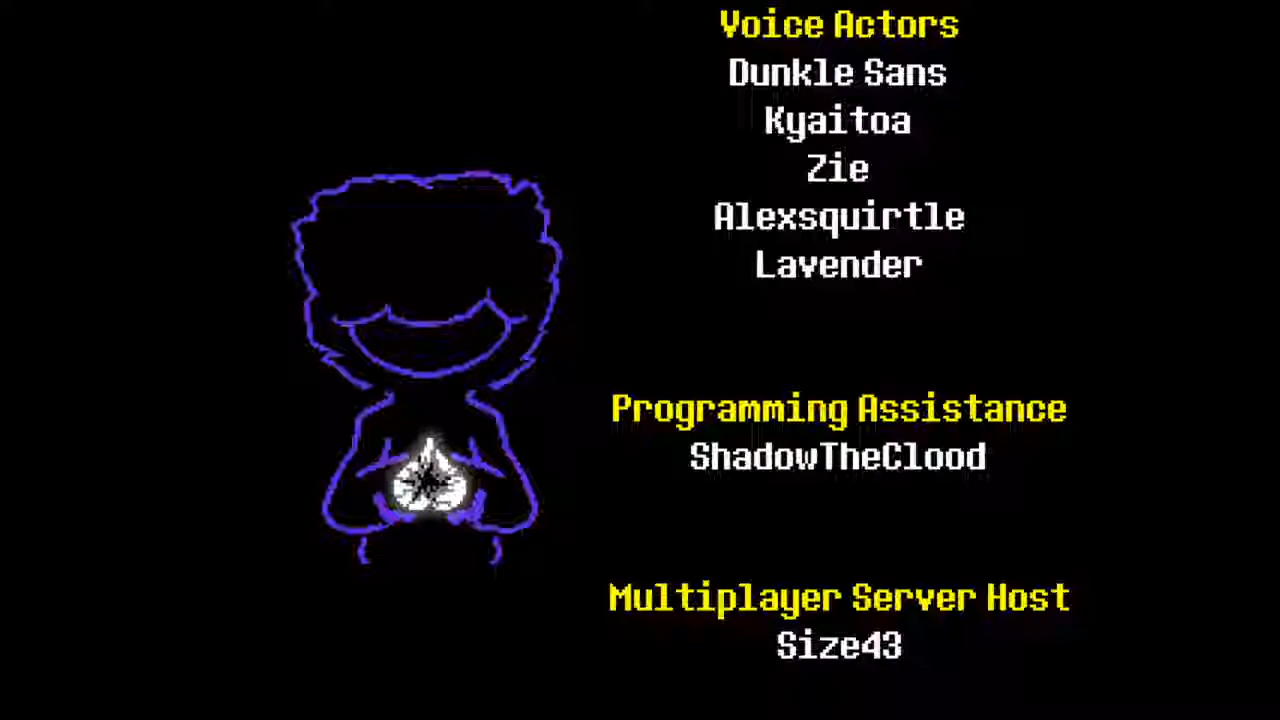 Voice Actors
Dunkle Sans
Kyaitoa
Zie
Alexsquirtle
Lavender
Programming Assistance
ShadowTheClood
Multiplayer Server Host
Size43